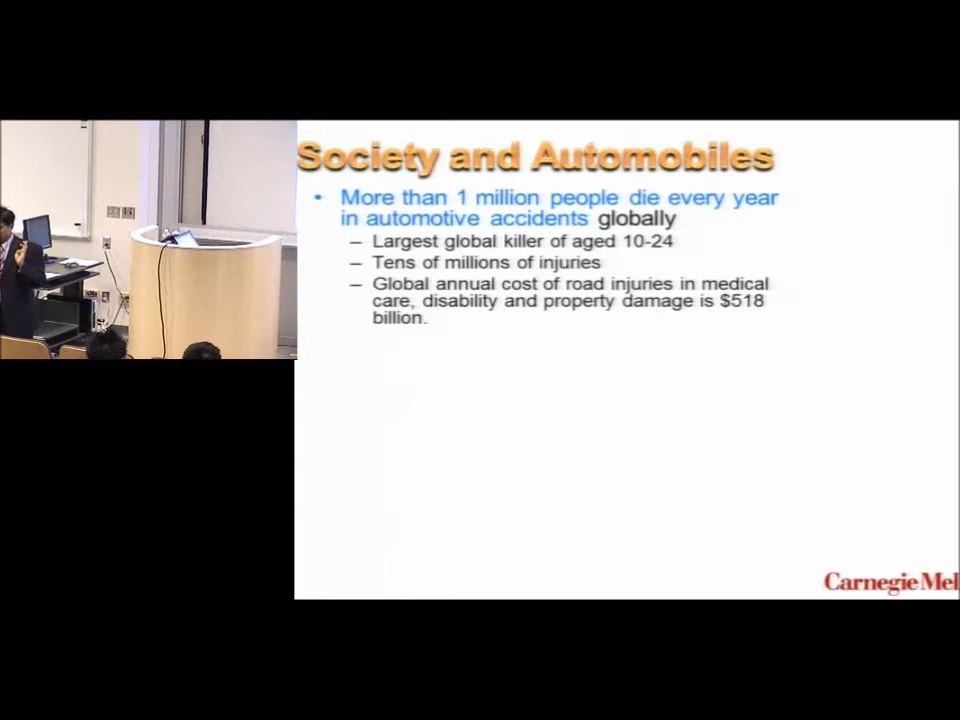 Society and Automobiles
• More than 1 million people die every year
in automotive accidents globally
– Largest global killer of aged 10-24
– Tens of millions of injuries
– Global annual cost of road injuries in medical
care, disability and property damage is $518
billion.
Carnegie Mel